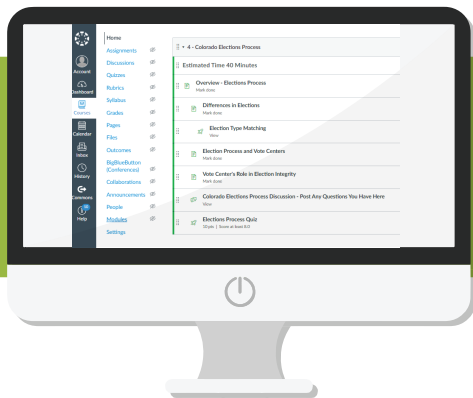 Account
Dashboard
Courses
Calendar
Inbox
History
Commons
Help
Home
Assignments
Discussions
Quizzes
Rubrics
Syllabus
Grades
Pages
Files
Outcomes
BigBlueButton
(Conferences)
Collaborations
Announcements
People
Modules
Settings
4 - Colorado Elections Process
Estimated Time 40 Minutes
Overview - Elections Process
Mark done
Differences in Elections
Mark done
Election Type Matching
View
Election Process and Vote Centers
Mark done
Vote Center's Role in Election Integrity
Mark done
Colorado Elections Process Discussion - Post Any Questions You Have Here
View
Elections Process Quiz
10 pts | Score at least 8.0